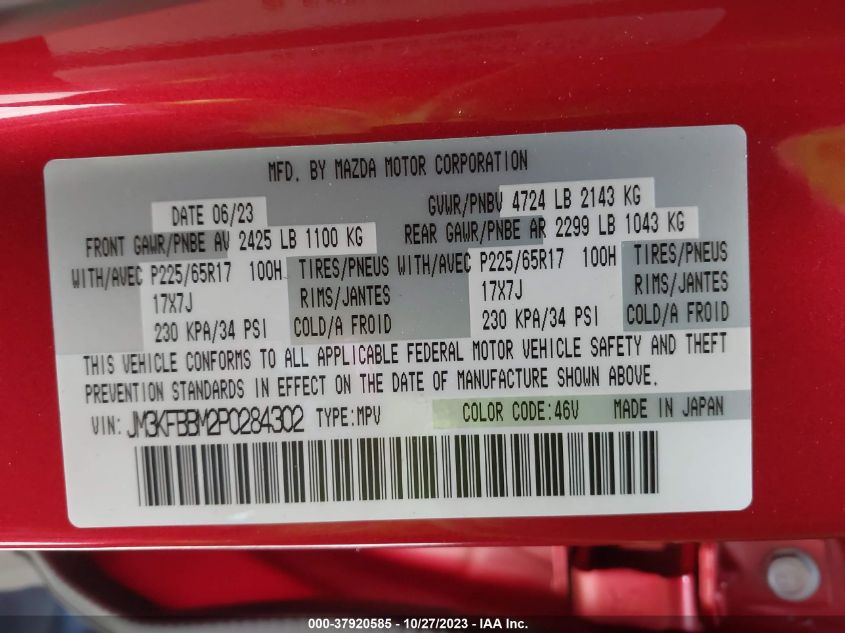 MFD. BY MAZDA MOTOR CORPORATION
DATE 06/23 GVWR/PNBV 4724 LB 2143 KG
FRONT GAWR/PNBE AV 2425 LB 1100 KG REAR GAWR/PNBE AR 2299 LB 1043 KG
WITH/AVEC P225/65R17 100H TIRES/PNEUS WITH/AVEC P225/65R17 100H TIRES/PNEUS
17X7J RIMS/JANTES 17X7J RIMS/JANTES
230 KPA/34 PSI COLD/A FROID 230 KPA/34 PSI COLD/A FROID
THIS VEHICLE CONFORMS TO ALL APPLICABLE FEDERAL MOTOR VEHICLE SAFETY AND THEFT
PREVENTION STANDARDS IN EFFECT ON THE DATE OF MANUFACTURE SHOWN ABOVE.
VIN: JM3KFBBM2P0284302 TYPE:MPV COLOR CODE:46V MADE IN JAPAN
000-37920585 - 10/27/2023 - IAA Inc.